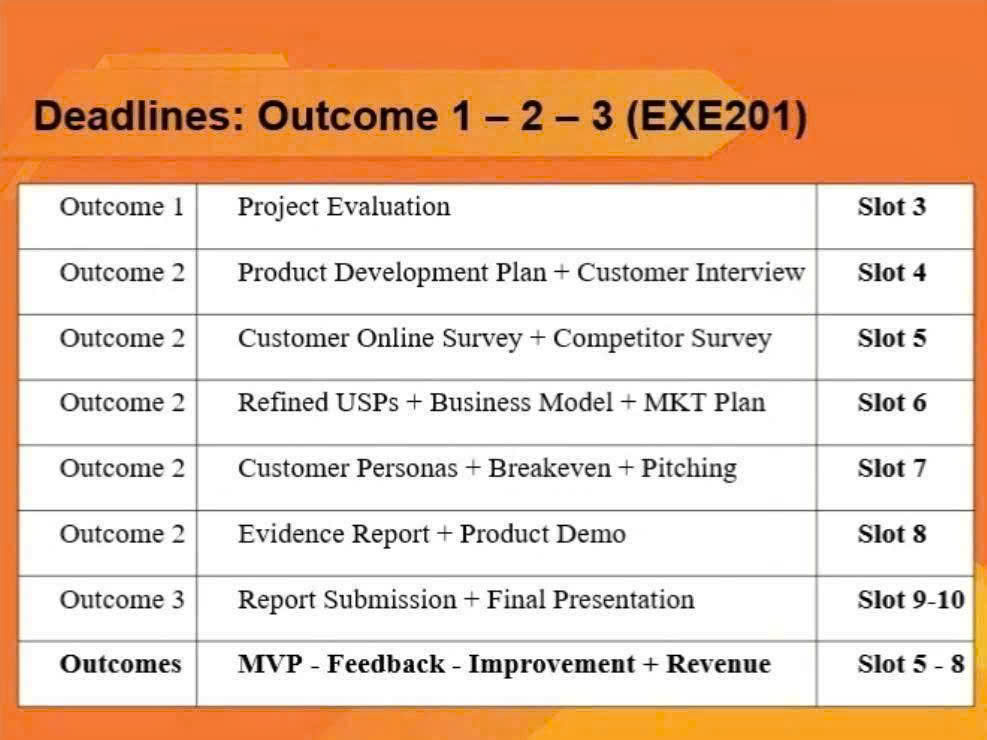 Deadlines: Outcome 1 – 2 – 3 (EXE201)
Outcome 1 Project Evaluation Slot 3
Outcome 2 Product Development Plan + Customer Interview Slot 4
Outcome 2 Customer Online Survey + Competitor Survey Slot 5
Outcome 2 Refined USPs + Business Model + MKT Plan Slot 6
Outcome 2 Customer Personas + Breakeven + Pitching Slot 7
Outcome 2 Evidence Report + Product Demo Slot 8
Outcome 3 Report Submission + Final Presentation Slot 9-10
Outcomes MVP - Feedback - Improvement + Revenue Slot 5 - 8